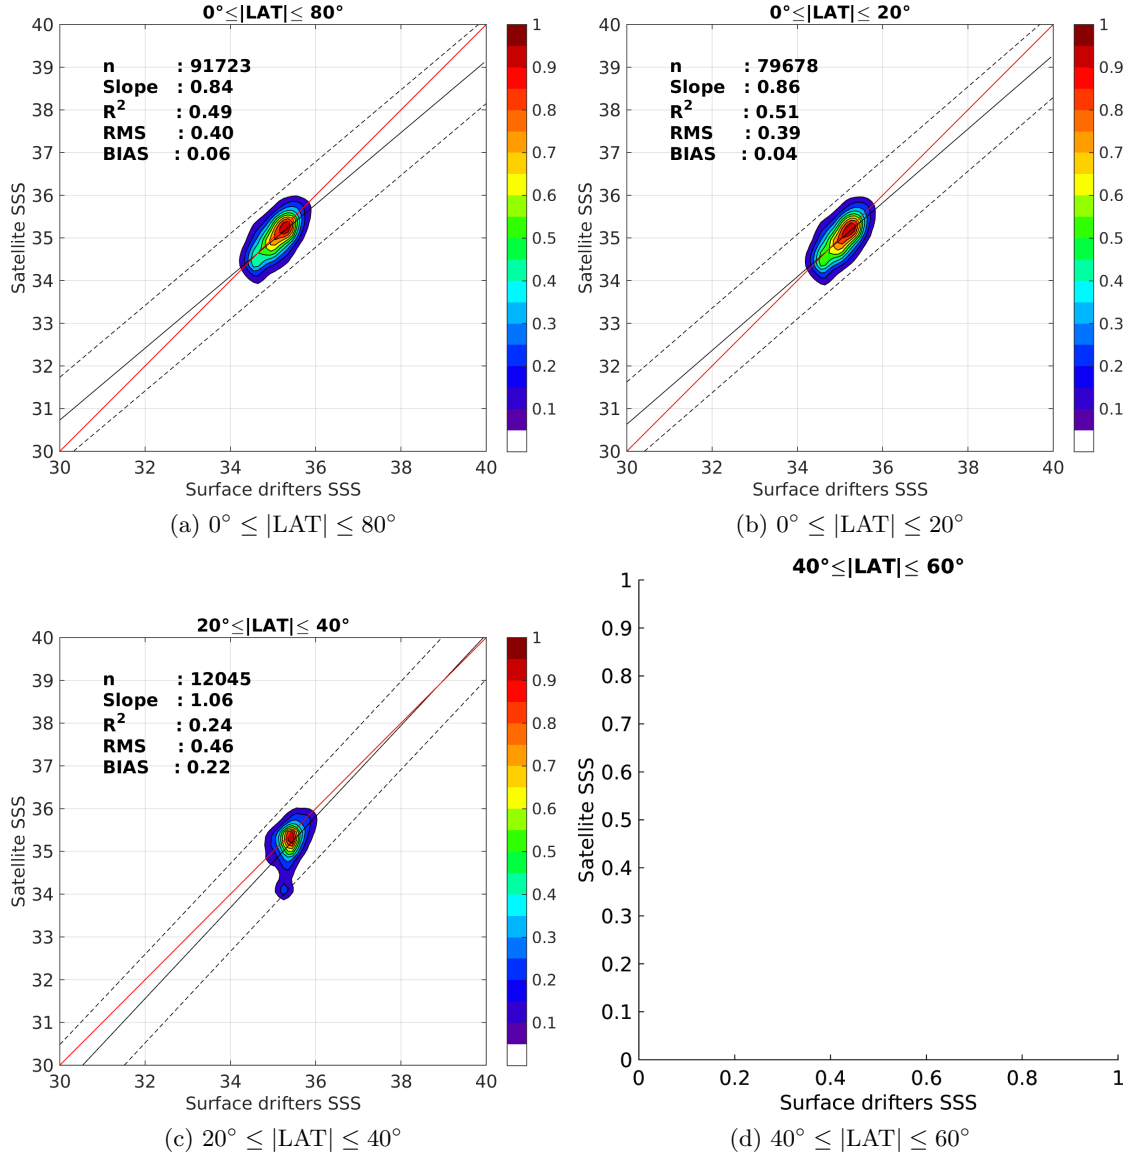 0°≤|LAT|≤ 80°
n : 91723
Slope : 0.84
R² : 0.49
RMS : 0.40
BIAS : 0.06
40
39
38
37
36
35
34
33
32
31
30
30 32 34 36 38 40
Satellite SSS
Surface drifters SSS
1
0.9
0.8
0.7
0.6
0.5
0.4
0.3
0.2
0.1
(a) 0° ≤ |LAT| ≤ 80°
0°≤|LAT|≤ 20°
n : 79678
Slope : 0.86
R² : 0.51
RMS : 0.39
BIAS : 0.04
40
39
38
37
36
35
34
33
32
31
30
30 32 34 36 38 40
Satellite SSS
Surface drifters SSS
1
0.9
0.8
0.7
0.6
0.5
0.4
0.3
0.2
0.1
(b) 0° ≤ |LAT| ≤ 20°
20°≤|LAT|≤ 40°
n : 12045
Slope : 1.06
R² : 0.24
RMS : 0.46
BIAS : 0.22
40
39
38
37
36
35
34
33
32
31
30
30 32 34 36 38 40
Satellite SSS
Surface drifters SSS
1
0.9
0.8
0.7
0.6
0.5
0.4
0.3
0.2
0.1
(c) 20° ≤ |LAT| ≤ 40°
40°≤|LAT|≤ 60°
1
0.9
0.8
0.7
0.6
0.5
0.4
0.3
0.2
0.1
0
0 0.2 0.4 0.6 0.8 1
Satellite SSS
Surface drifters SSS
(d) 40° ≤ |LAT| ≤ 60°